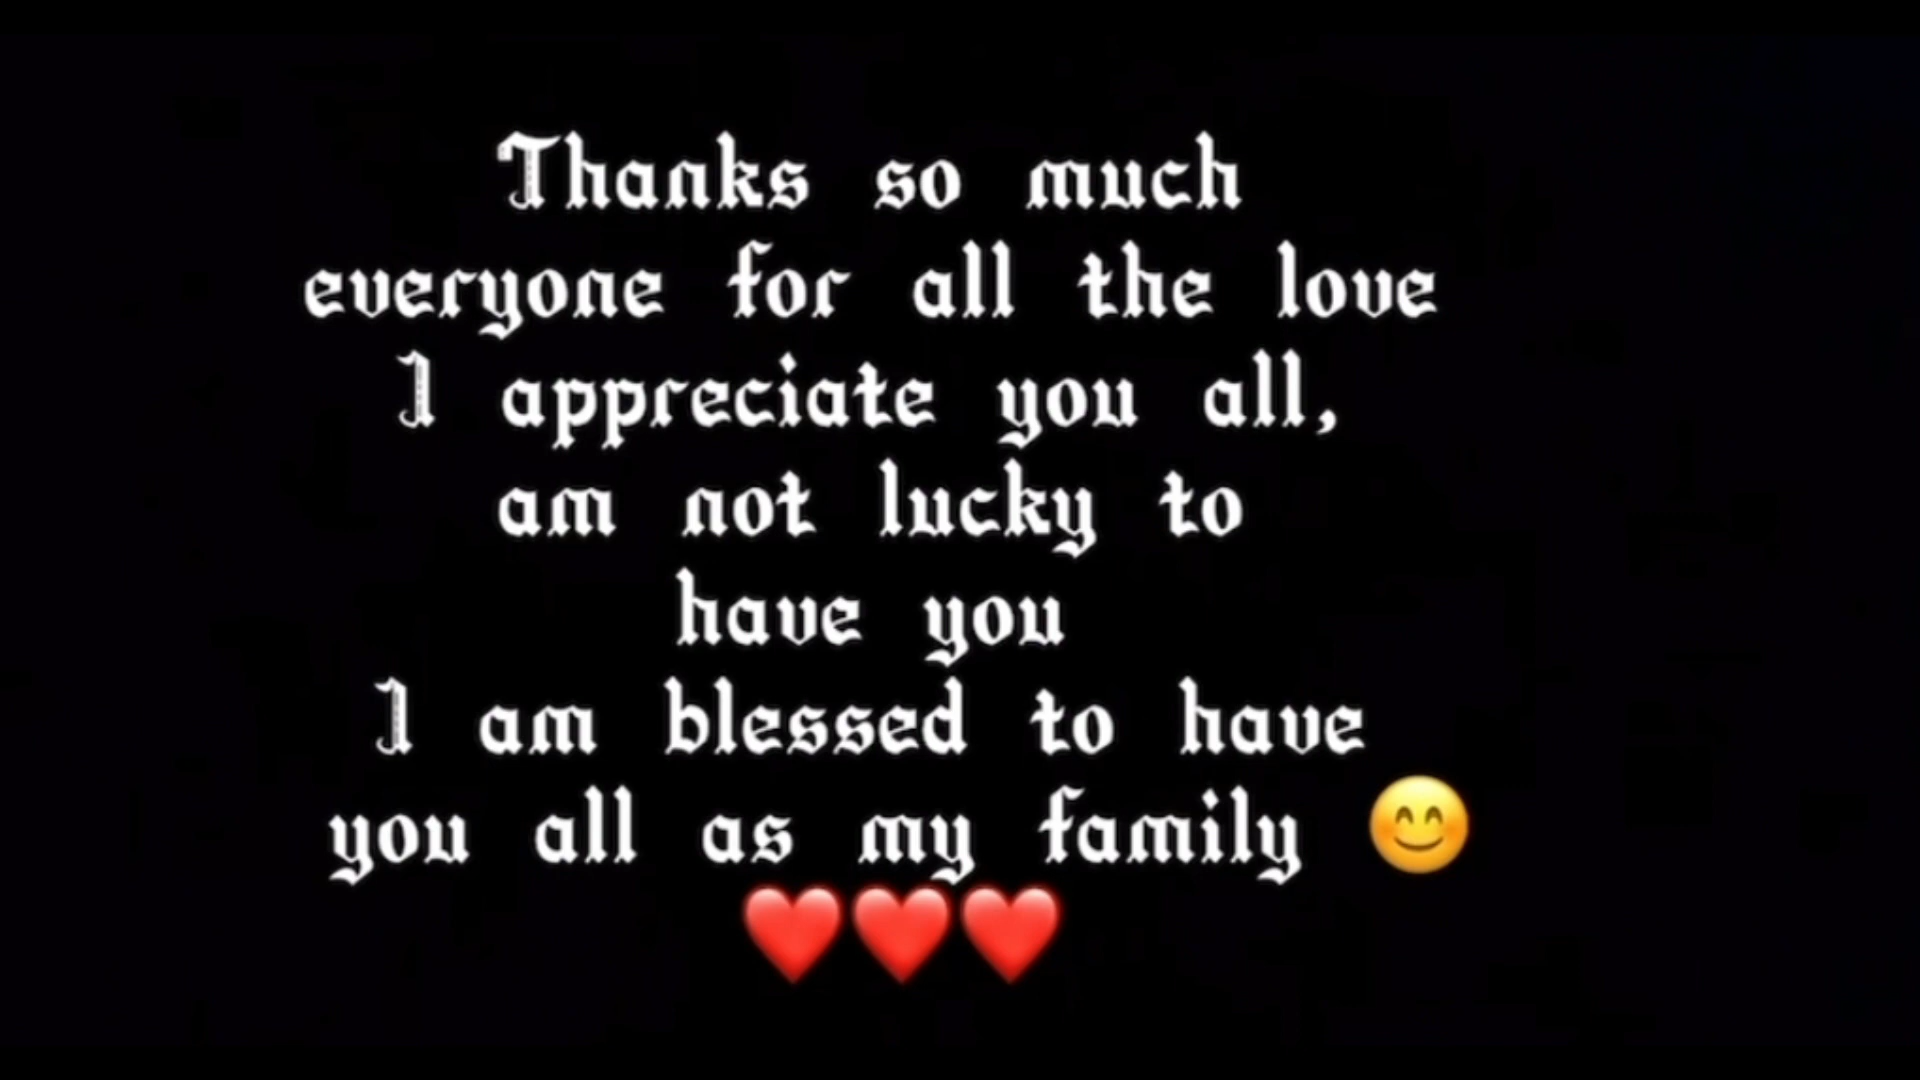 Thanks so much
everyone for all the love
I appreciate you all,
am not lucky to
have you
I am blessed to have
you all as my family 😊
❤️❤️❤️